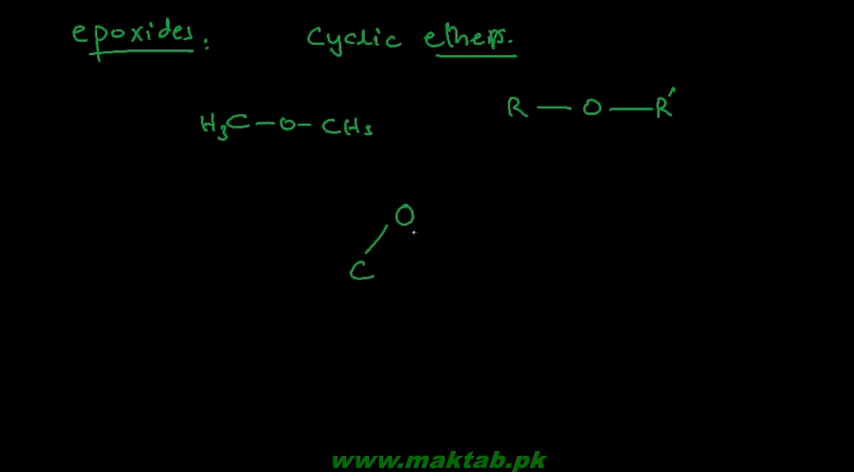 epoxides. Cyclic ethers.
H₃C-O-CH₃ R-O-R'
O
C
www.maktab.pk